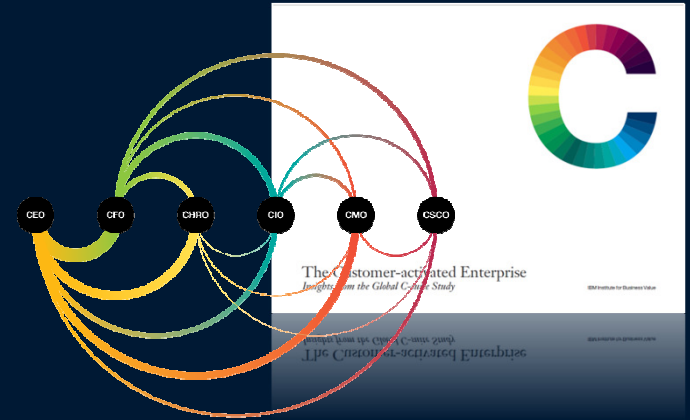 CEO CFO CHRO CIO CMO CSCO
The Customer-activated Enterprise
Insights from the Global C-suite Study
IBM Institute for Business Value